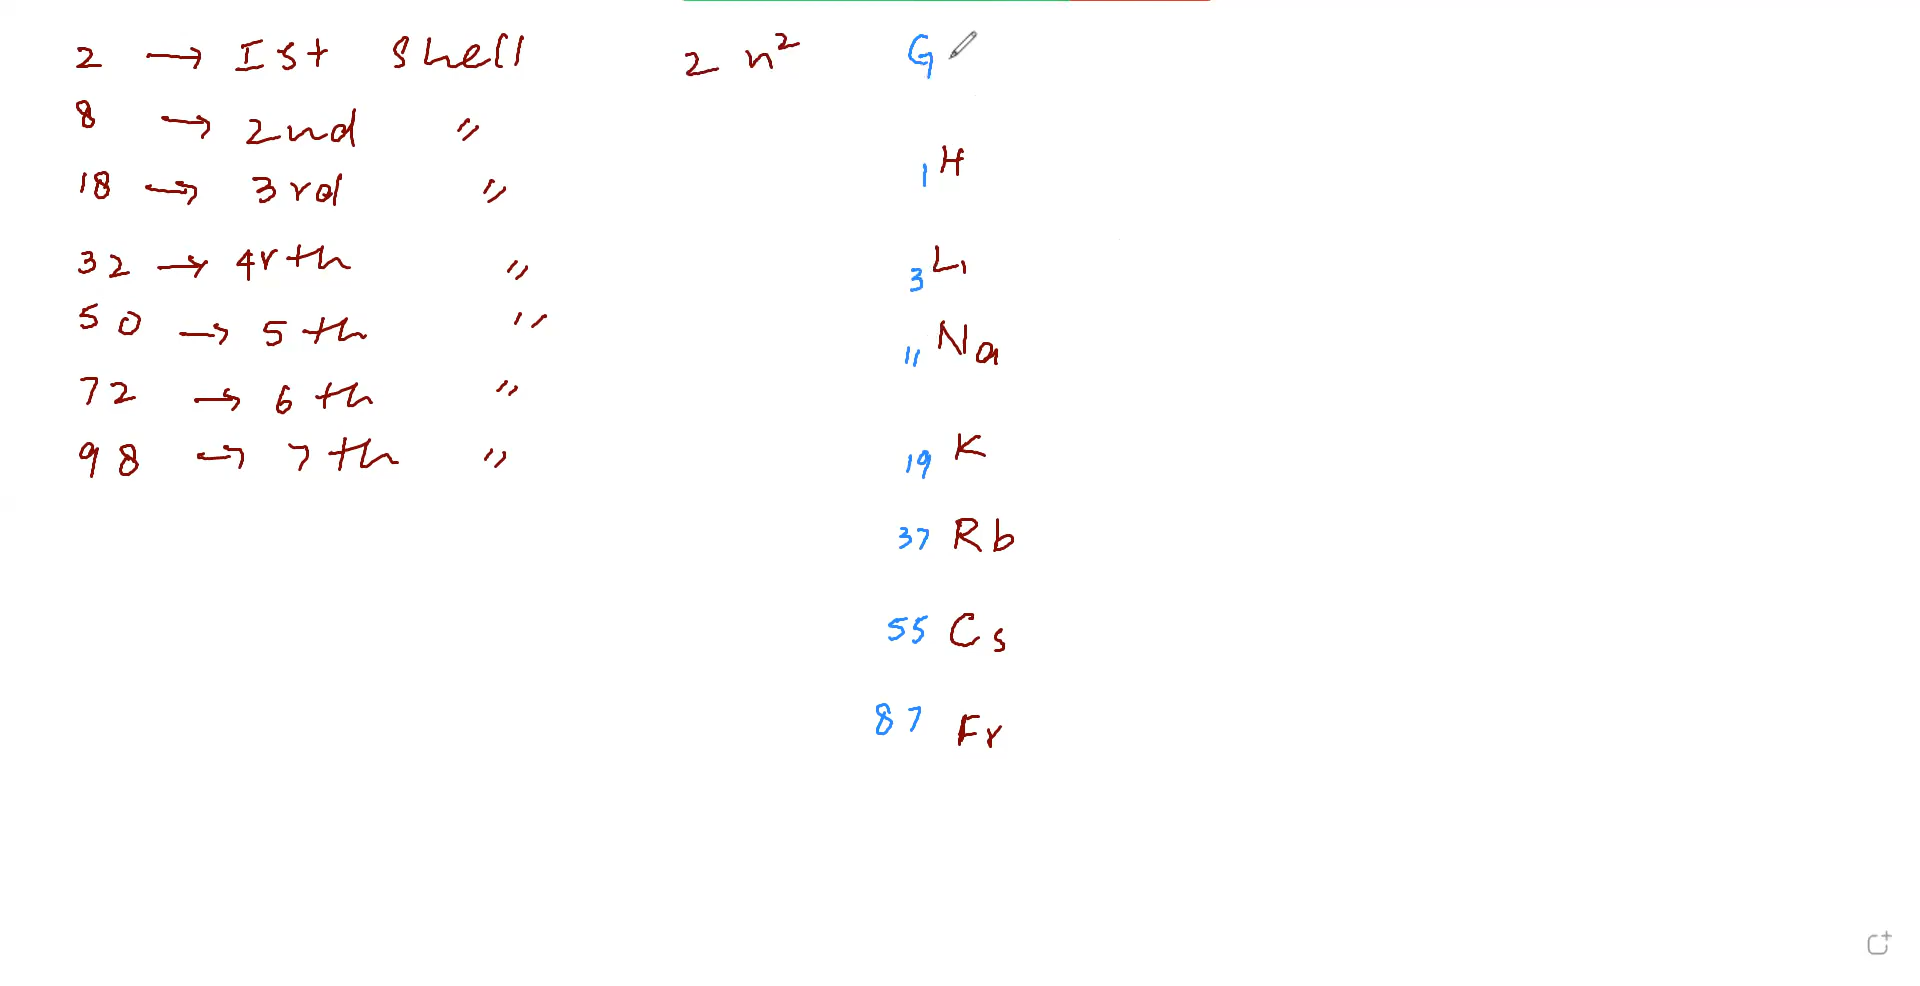 2 → Ist shell
8 → 2nd "
18 → 3rd "
32 → 4rth "
50 → 5th "
72 → 6th "
98 → 7th "
2n²
G
₁H
₃Li
₁₁Na
₁₉K
₃₇Rb
₅₅Cs
₈₇Fr